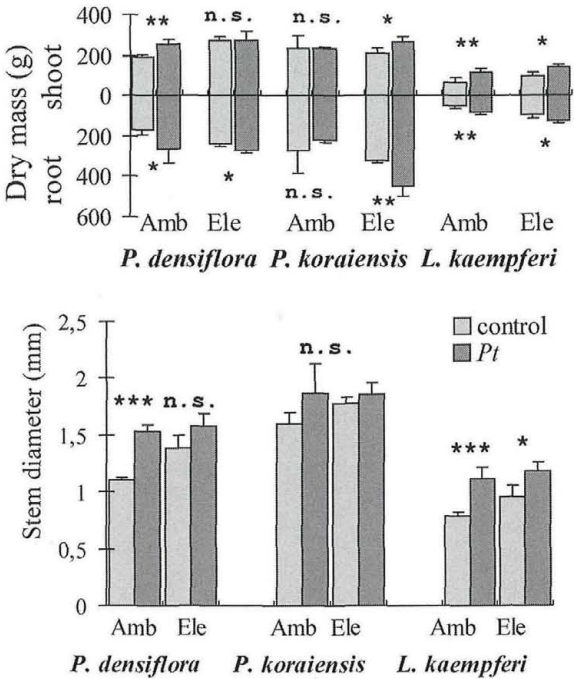 Dry mass (g)
root shoot
400
200
0
200
400
600
** n.s. n.s. * ** *
* * n.s. ** ** *
Amb Ele Amb Ele Amb Ele
P. densiflora P. koraiensis L. kaempferi
Stem diameter (mm)
2,5
2
1,5
1
0,5
0
control
Pt
*** n.s. n.s. *** *
Amb Ele Amb Ele Amb Ele
P. densiflora P. koraiensis L. kaempferi